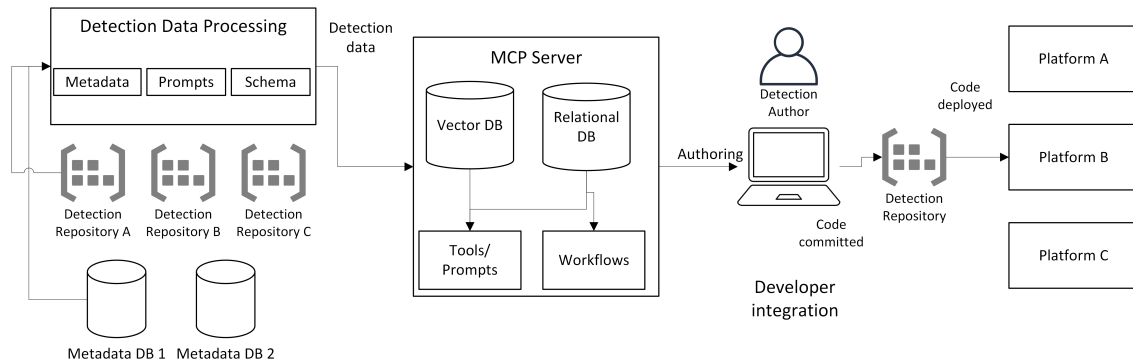 Detection Data Processing
Metadata
Prompts
Schema
Detection
Repository A
Detection
Repository B
Detection
Repository C
Metadata DB 1
Metadata DB 2
Detection
data
MCP Server
Vector DB
Relational
DB
Tools/
Prompts
Workflows
Authoring
Detection
Author
Code
committed
Developer
integration
Detection
Repository
Code
deployed
Platform A
Platform B
Platform C